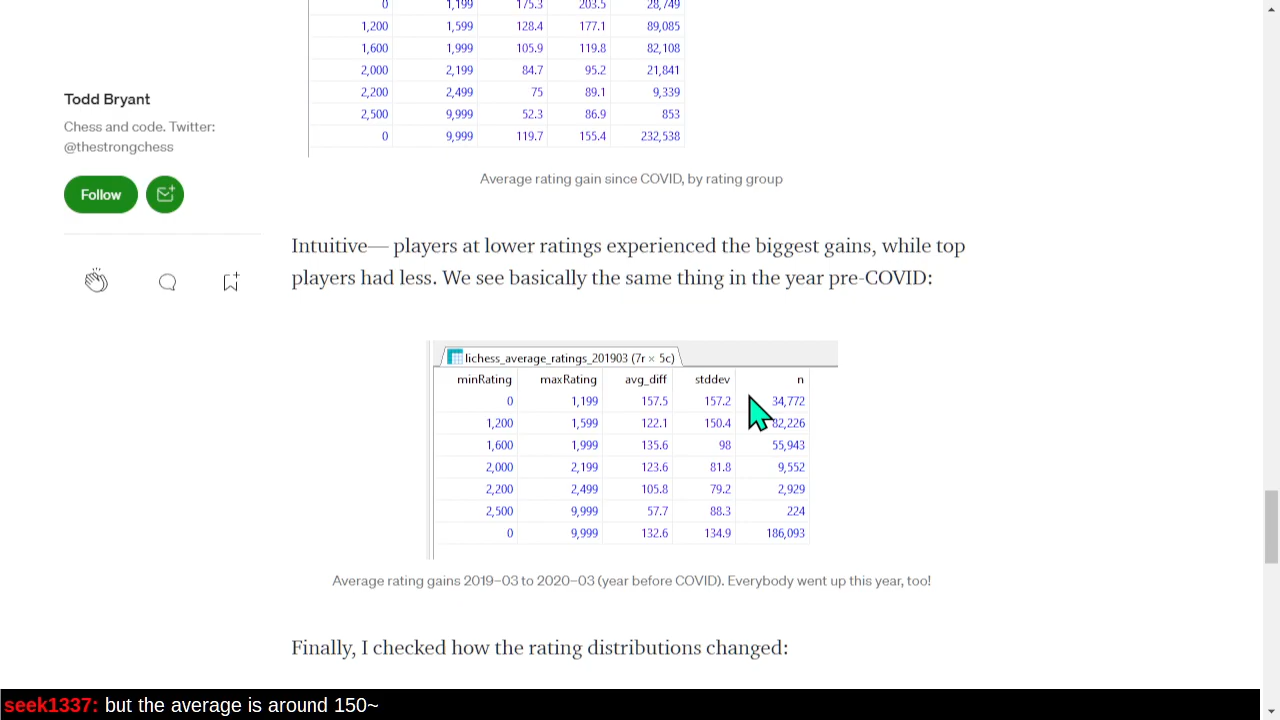 0 1,199 175.3 203.5 28,749
1,200 1,599 128.4 177.1 89,085
1,600 1,999 105.9 119.8 82,108
2,000 2,199 84.7 95.2 21,841
2,200 2,499 75 89.1 9,339
2,500 9,999 52.3 86.9 853
0 9,999 119.7 155.4 232,538
Average rating gain since COVID, by rating group
Todd Bryant
Chess and code. Twitter:
@thestrongchess
Follow
Intuitive— players at lower ratings experienced the biggest gains, while top
players had less. We see basically the same thing in the year pre-COVID:
lichess_average_ratings_201903 (7r × 5c)
minRating maxRating avg_diff stddev n
0 1,199 157.5 157.2 34,772
1,200 1,599 122.1 150.4 82,226
1,600 1,999 135.6 98 55,943
2,000 2,199 123.6 81.8 9,552
2,200 2,499 105.8 79.2 2,929
2,500 9,999 57.7 88.3 224
0 9,999 132.6 134.9 186,093
Average rating gains 2019–03 to 2020–03 (year before COVID). Everybody went up this year, too!
Finally, I checked how the rating distributions changed:
seek1337: but the average is around 150~